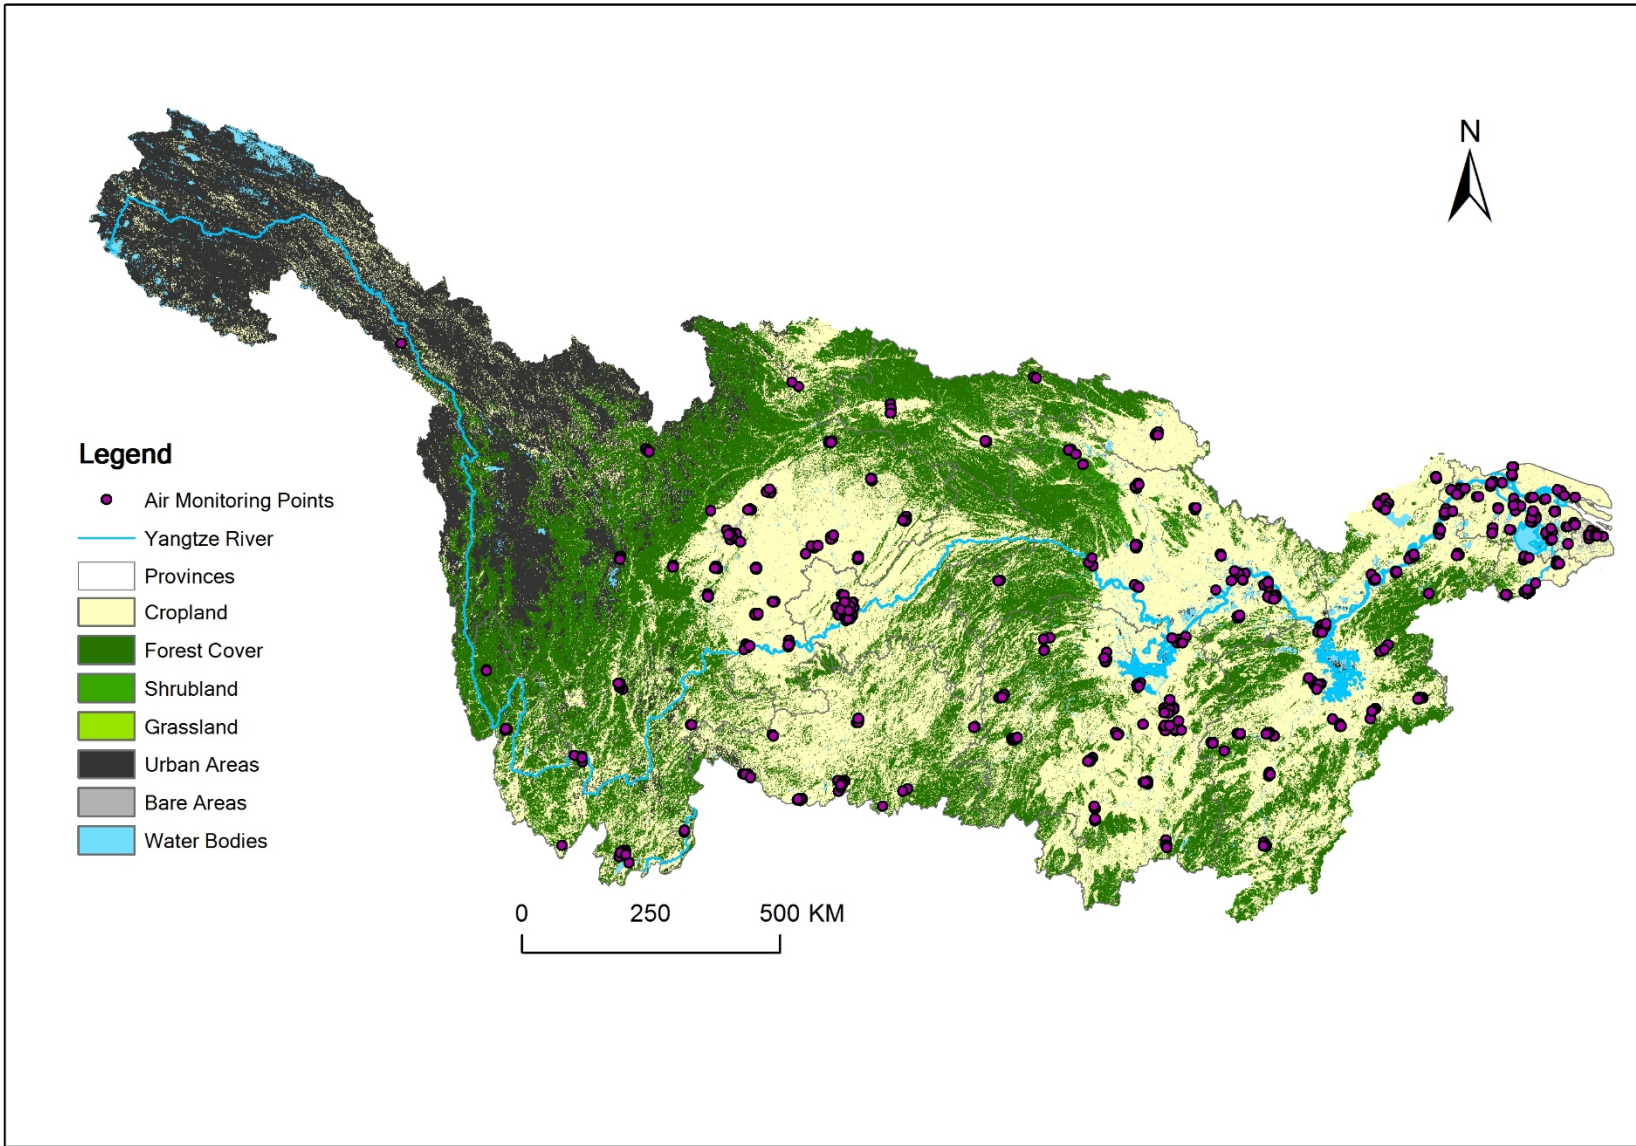 N
Legend
Air Monitoring Points
Yangtze River
Provinces
Cropland
Forest Cover
Shrubland
Grassland
Urban Areas
Bare Areas
Water Bodies
0 250 500 KM